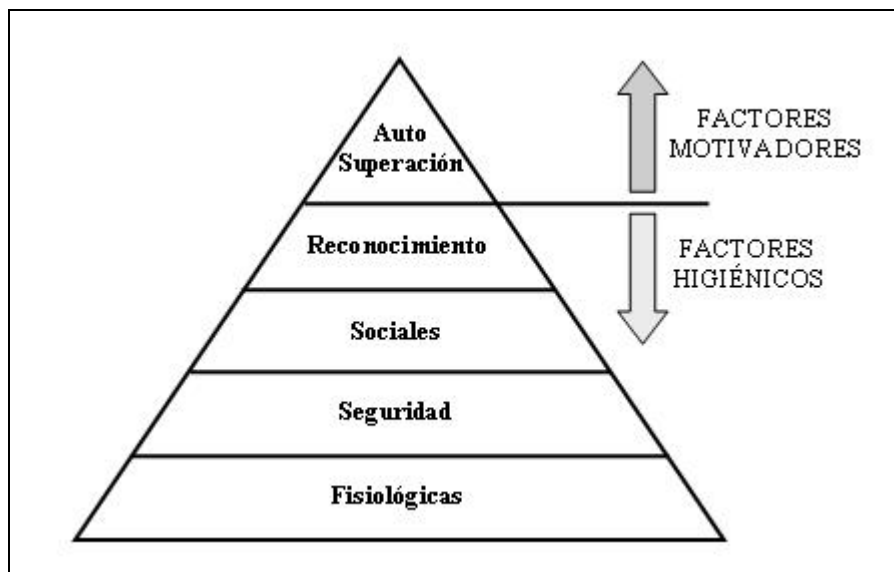 Auto
Superación
FACTORES
MOTIVADORES
Reconocimiento
FACTORES
HIGIÉNICOS
Sociales
Seguridad
Fisiológicas